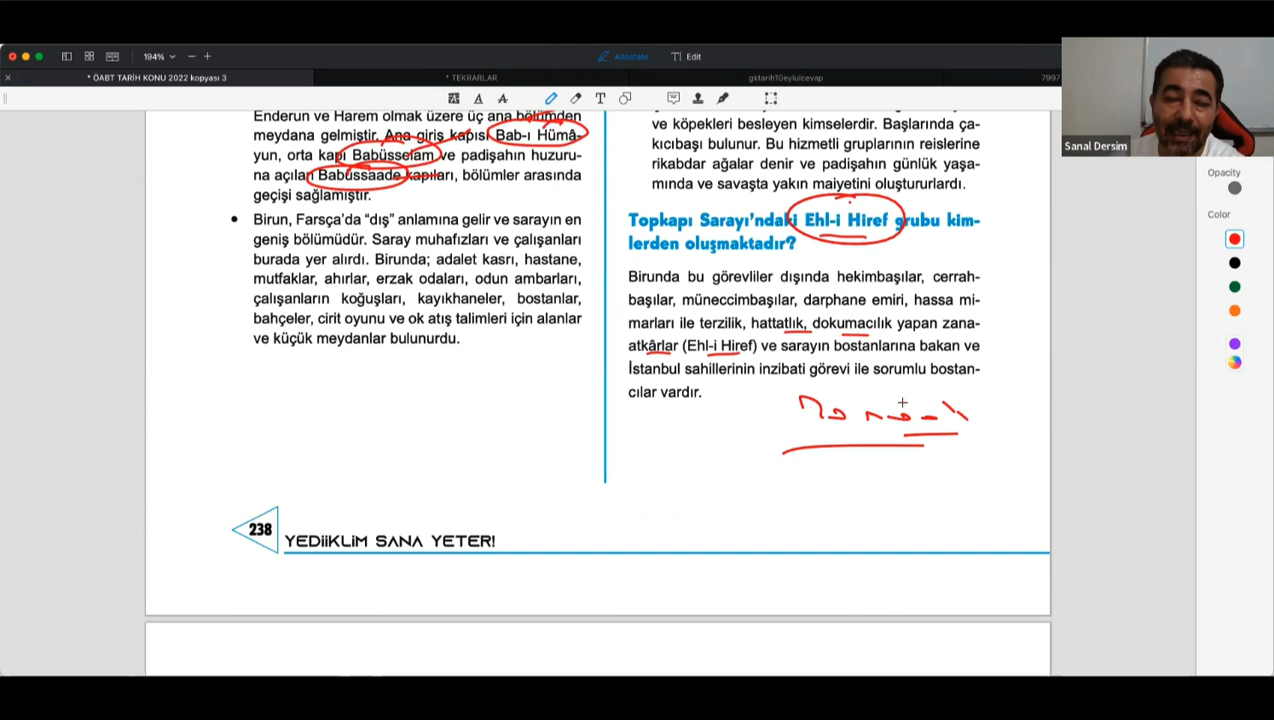 194%
Annotate
Edit
* ÖABT TARİH KONU 2022 kopyası 3
* TEKRARLAR
gktarih10eylulcevap
7997
Sanal Dersim
Opacity
Color
Enderun ve Harem olmak üzere üç ana bölümden
meydana gelmiştir. Ana giriş kapısı Bab-ı Hümâ-
yun, orta kapı Babüsselam ve padişahın huzuru-
na açılan Babüssaade kapıları, bölümler arasında
geçişi sağlamıştır.
• Birun, Farsça’da “dış” anlamına gelir ve sarayın en
geniş bölümüdür. Saray muhafızları ve çalışanları
burada yer alırdı. Birunda; adalet kasrı, hastane,
mutfaklar, ahırlar, erzak odaları, odun ambarları,
çalışanların koğuşları, kayıkhaneler, bostanlar,
bahçeler, cirit oyunu ve ok atış talimleri için alanlar
ve küçük meydanlar bulunurdu.
ve köpekleri besleyen kimselerdir. Başlarında ça-
kıcıbaşı bulunur. Bu hizmetli gruplarının reislerine
rikabdar ağalar denir ve padişahın günlük yaşa-
mında ve savaşta yakın maiyetini oluştururlardı.
Topkapı Sarayı’ndaki Ehl-i Hiref grubu kim-
lerden oluşmaktadır?
Birunda bu görevliler dışında hekimbaşılar, cerrah-
başılar, müneccimbaşılar, darphane emiri, hassa mi-
marları ile terzilik, hattatlık, dokumacılık yapan zana-
atkârlar (Ehl-i Hiref) ve sarayın bostanlarına bakan ve
İstanbul sahillerinin inzibati görevi ile sorumlu bostan-
cılar vardır.
238
YEDİİKLİM SANA YETER!